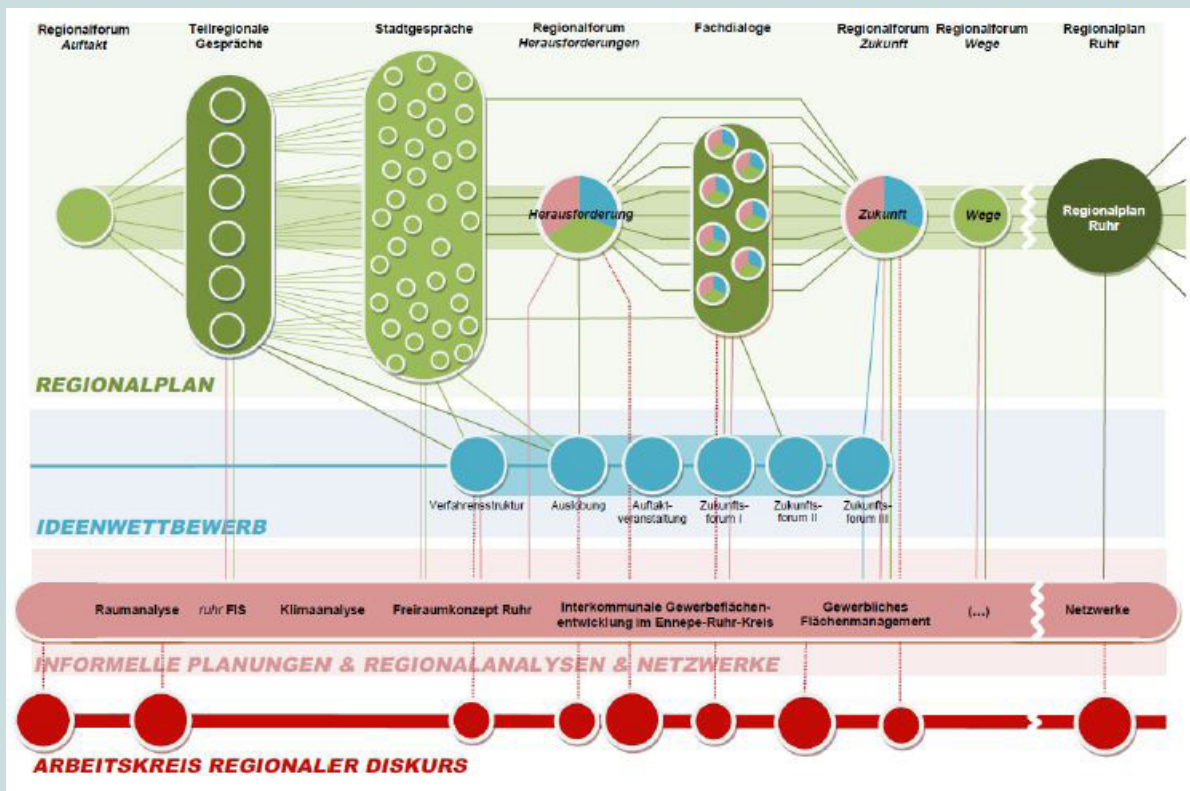 Regionalforum
Auftakt
Teilregionale
Gespräche
Stadtgespräche
Regionalforum
Herausforderungen
Fachdialoge
Regionalforum
Zukunft
Regionalforum
Wege
Regionalplan
Ruhr
Herausforderung
Zukunft
Wege
Regionalplan
Ruhr
REGIONALPLAN
Verfahrensstruktur
Auslobung
Auftakt-
veranstaltung
Zukunfts-
forum I
Zukunfts-
forum II
Zukunfts-
forum III
IDEENWETTBEWERB
Raumanalyse
ruhr FIS
Klimaanalyse
Freiraumkonzept Ruhr
Interkommunale Gewerbeflächen-
entwicklung im Ennepe-Ruhr-Kreis
Gewerbliches
Flächenmanagement
(...)
Netzwerke
INFORMELLE PLANUNGEN & REGIONALANALYSEN & NETZWERKE
ARBEITSKREIS REGIONALER DISKURS